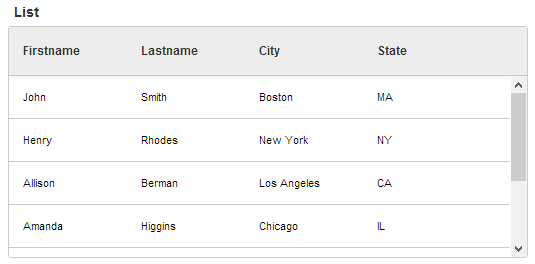 List
Firstname Lastname City State
John Smith Boston MA
Henry Rhodes New York NY
Allison Berman Los Angeles CA
Amanda Higgins Chicago IL